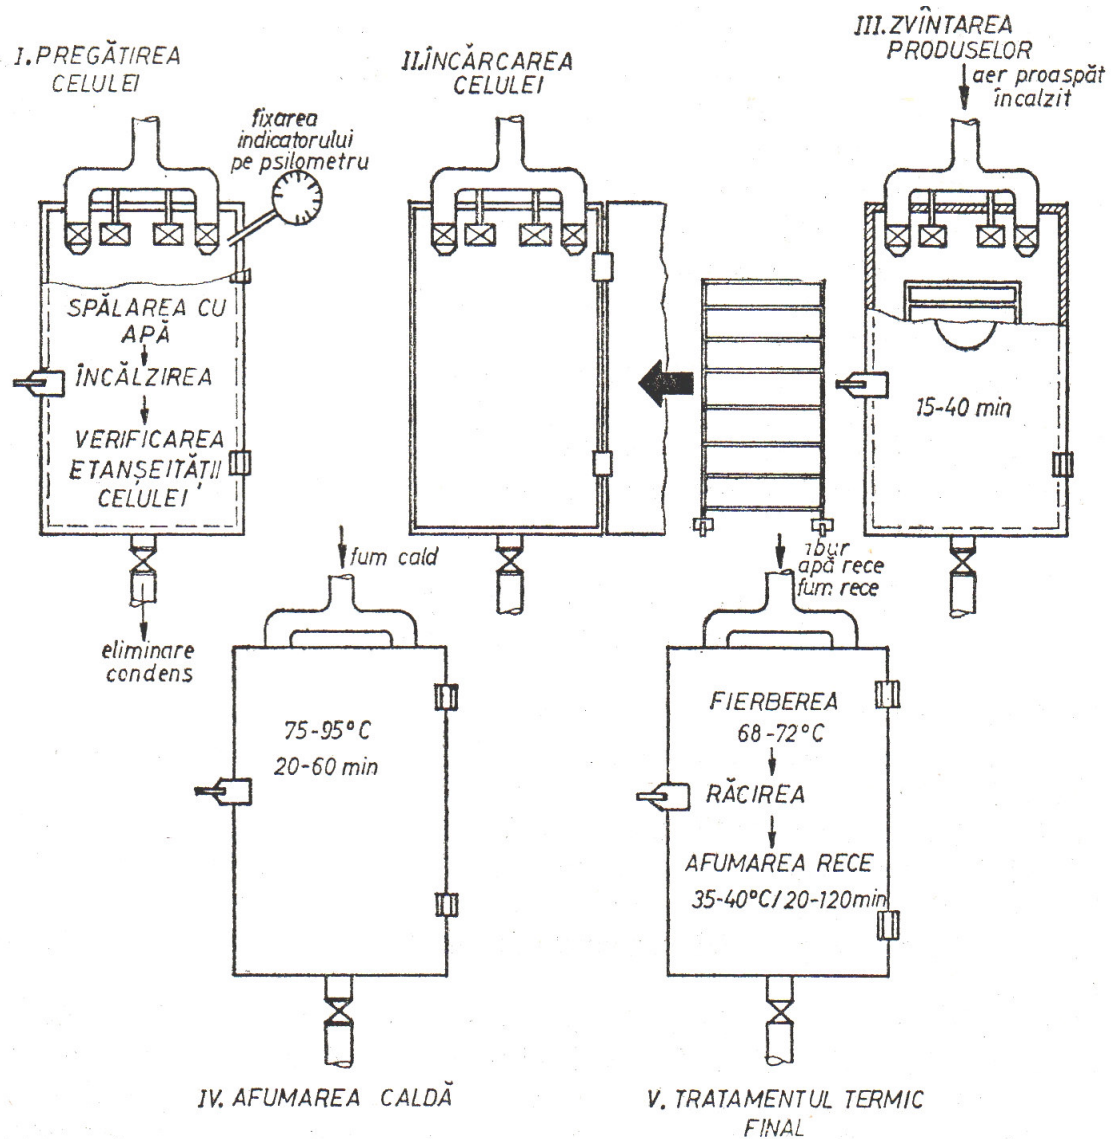 I. PREGĂTIREA
CELULEI
fixarea
indicatorului
pe psilometru
SPĂLAREA CU
APĂ
ÎNCĂLZIREA
VERIFICAREA
ETANȘEITĂȚII
CELULEI
eliminare
condens
II. ÎNCĂRCAREA
CELULEI
III. ZVÎNTAREA
PRODUSELOR
aer proaspăt
încalzit
15-40 min
fum cald
75-95°C
20-60 min
IV. AFUMAREA CALDĂ
abur
apă rece
fum rece
FIERBEREA
68-72°C
RĂCIREA
AFUMAREA RECE
35-40°C/20-120min
V. TRATAMENTUL TERMIC
FINAL